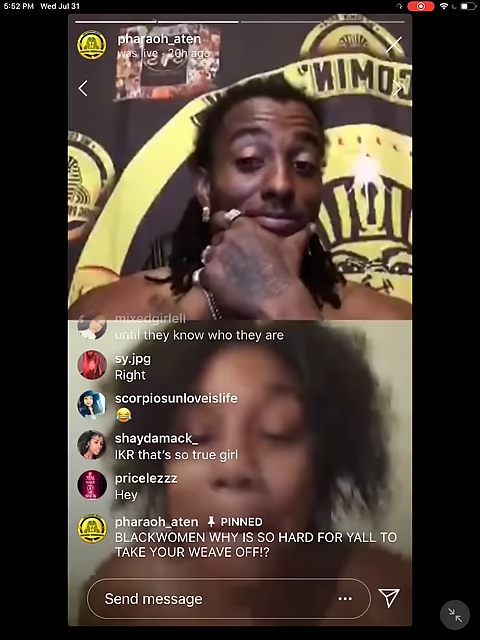 5:52 PM Wed Jul 31
pharaoh_aten
was live · 20h ago
COMIN'
mixedgirlell
until they know who they are
sy.jpg
Right
scorpiosunloveislife
😂
shaydamack_
IKR that's so true girl
pricelezzz
Hey
pharaoh_aten PINNED
BLACKWOMEN WHY IS SO HARD FOR YALL TO
TAKE YOUR WEAVE OFF!?
Send message